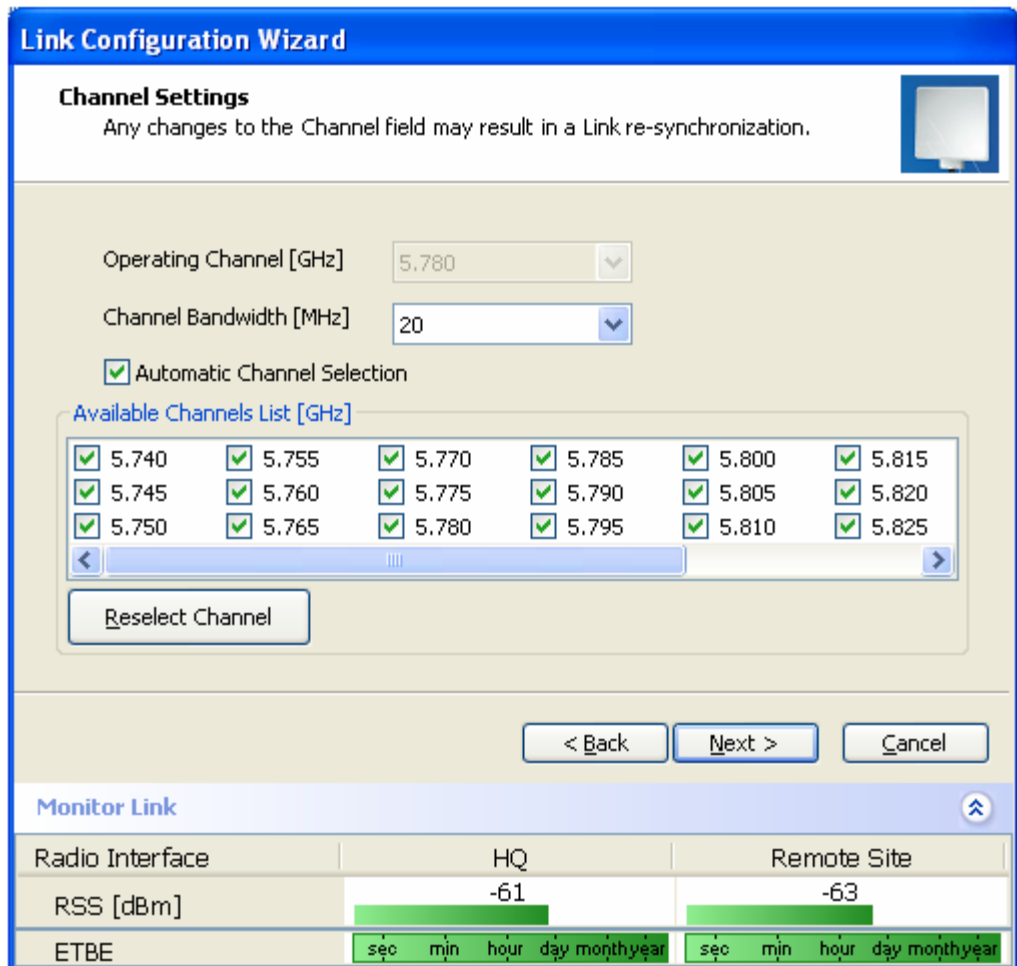 Link Configuration Wizard
Channel Settings
Any changes to the Channel field may result in a Link re-synchronization.
Operating Channel [GHz] 5.780
Channel Bandwidth [MHz] 20
Automatic Channel Selection
Available Channels List [GHz]
5.740 5.755 5.770 5.785 5.800 5.815
5.745 5.760 5.775 5.790 5.805 5.820
5.750 5.765 5.780 5.795 5.810 5.825
Reselect Channel
< Back Next > Cancel
Monitor Link
Radio Interface HQ Remote Site
RSS [dBm] -61 -63
ETBE sec min hour day month year sec min hour day month year